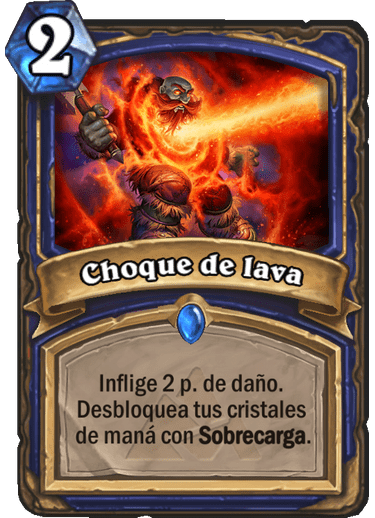 2
Choque de lava
Inflige 2 p. de daño.
Desbloquea tus cristales
de maná con Sobrecarga.